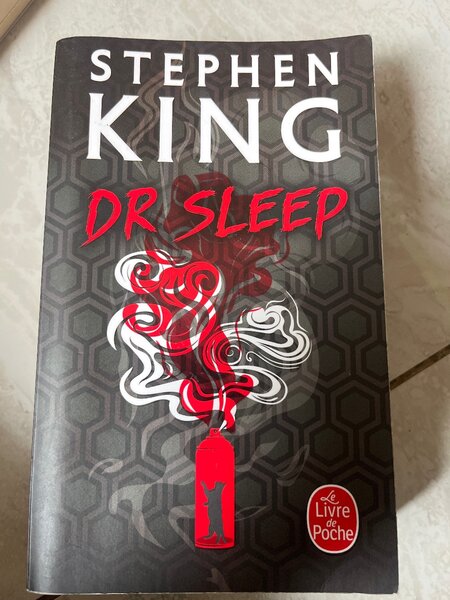 STEPHEN
KING
DR SLEEP
Le
Livre
de
Poche